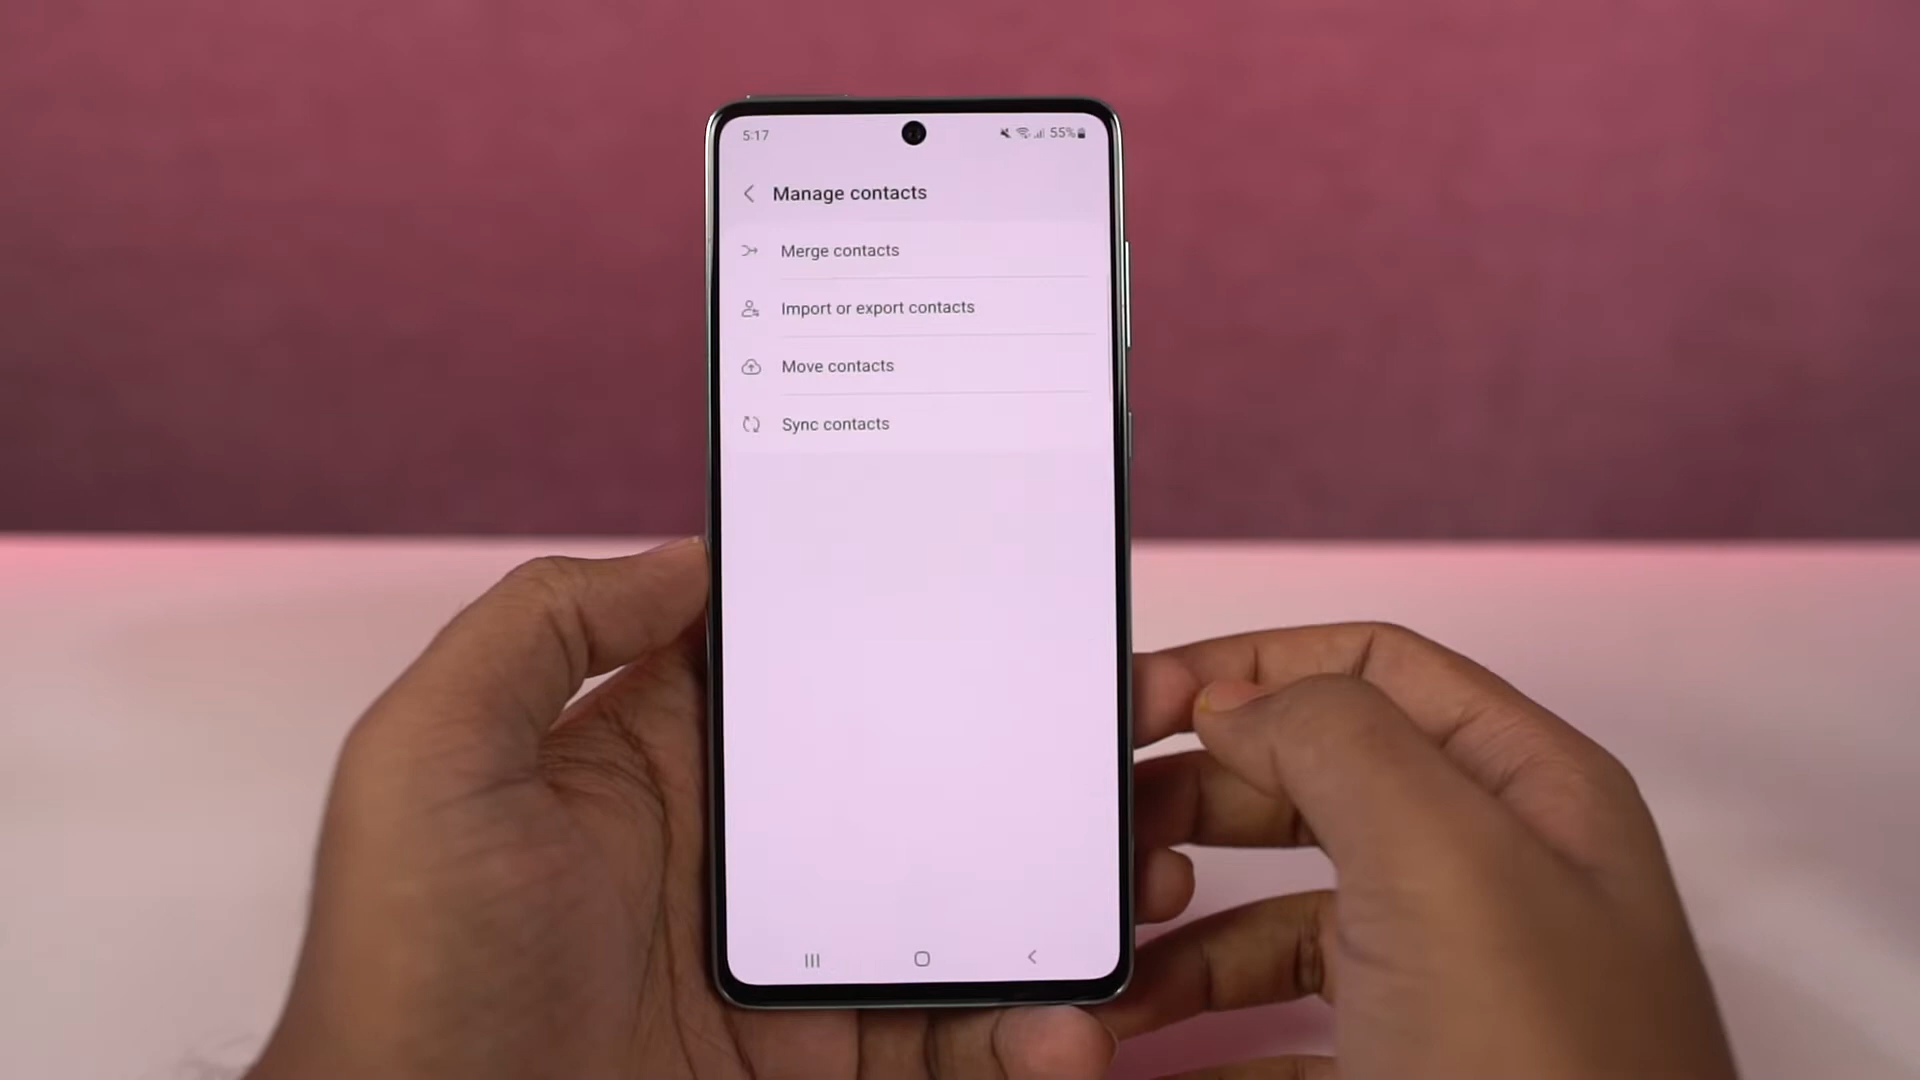 5:17
55%
Manage contacts
Merge contacts
Import or export contacts
Move contacts
Sync contacts